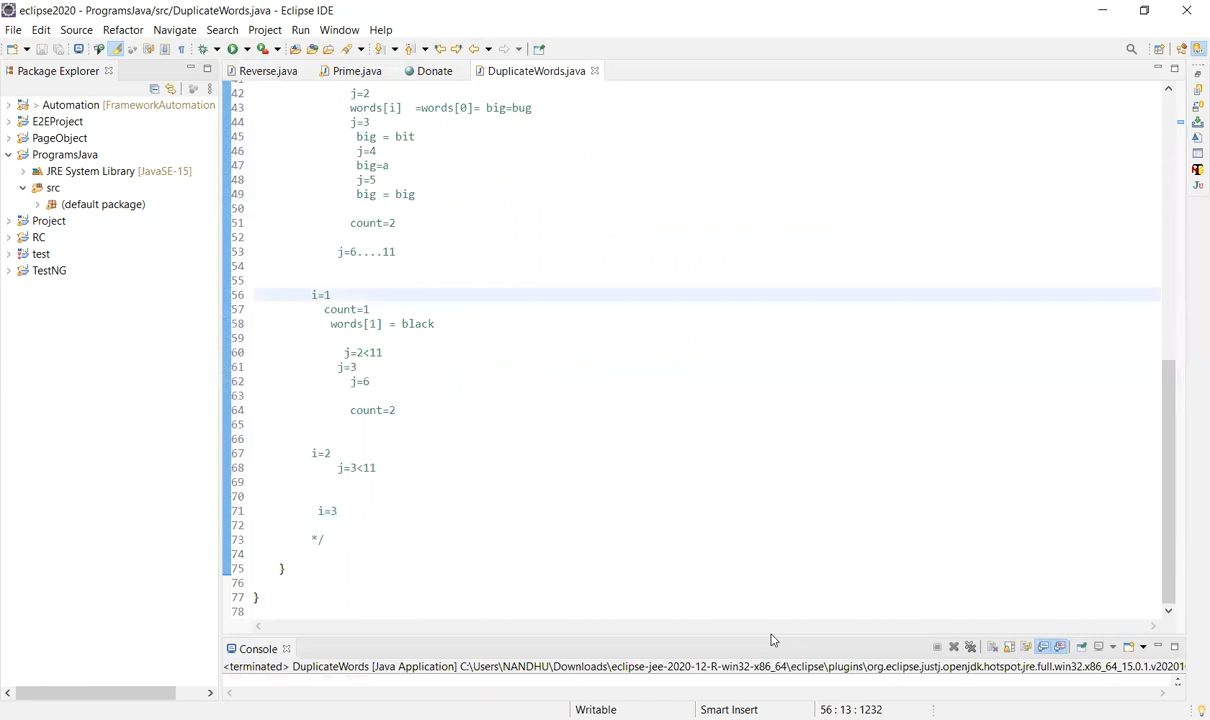 eclipse2020 - ProgramsJava/src/DuplicateWords.java - Eclipse IDE
File Edit Source Refactor Navigate Search Project Run Window Help
Package Explorer
Reverse.java Prime.java Donate DuplicateWords.java
> Automation [FrameworkAutomation
E2EProject
PageObject
ProgramsJava
JRE System Library [JavaSE-15]
src
(default package)
Project
RC
test
TestNG
42 j=2
43 words[i] =words[0]= big=bug
44 j=3
45 big = bit
46 j=4
47 big=a
48 j=5
49 big = big
50
51 count=2
52
53 j=6....11
54
55
56 i=1
57 count=1
58 words[1] = black
59
60 j=2<11
61 j=3
62 j=6
63
64 count=2
65
66
67 i=2
68 j=3<11
69
70
71 i=3
72
73 */
74
75 }
76
77 }
78
Console
<terminated> DuplicateWords [Java Application] C:\Users\NANDHU\Downloads\eclipse-jee-2020-12-R-win32-x86_64\eclipse\plugins\org.eclipse.justj.openjdk.hotspot.jre.full.win32.x86_64_15.0.1.v20201
Writable Smart Insert 56 : 13 : 1232